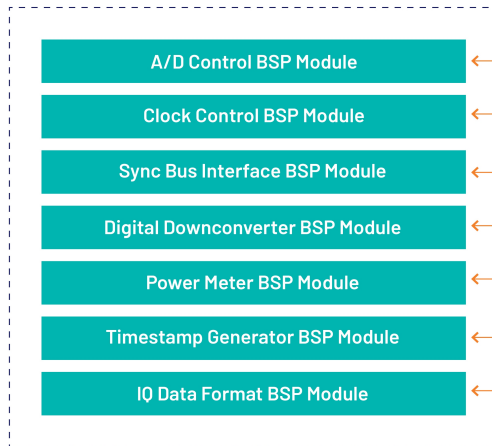 A/D Control BSP Module
Clock Control BSP Module
Sync Bus Interface BSP Module
Digital Downconverter BSP Module
Power Meter BSP Module
Timestamp Generator BSP Module
IQ Data Format BSP Module